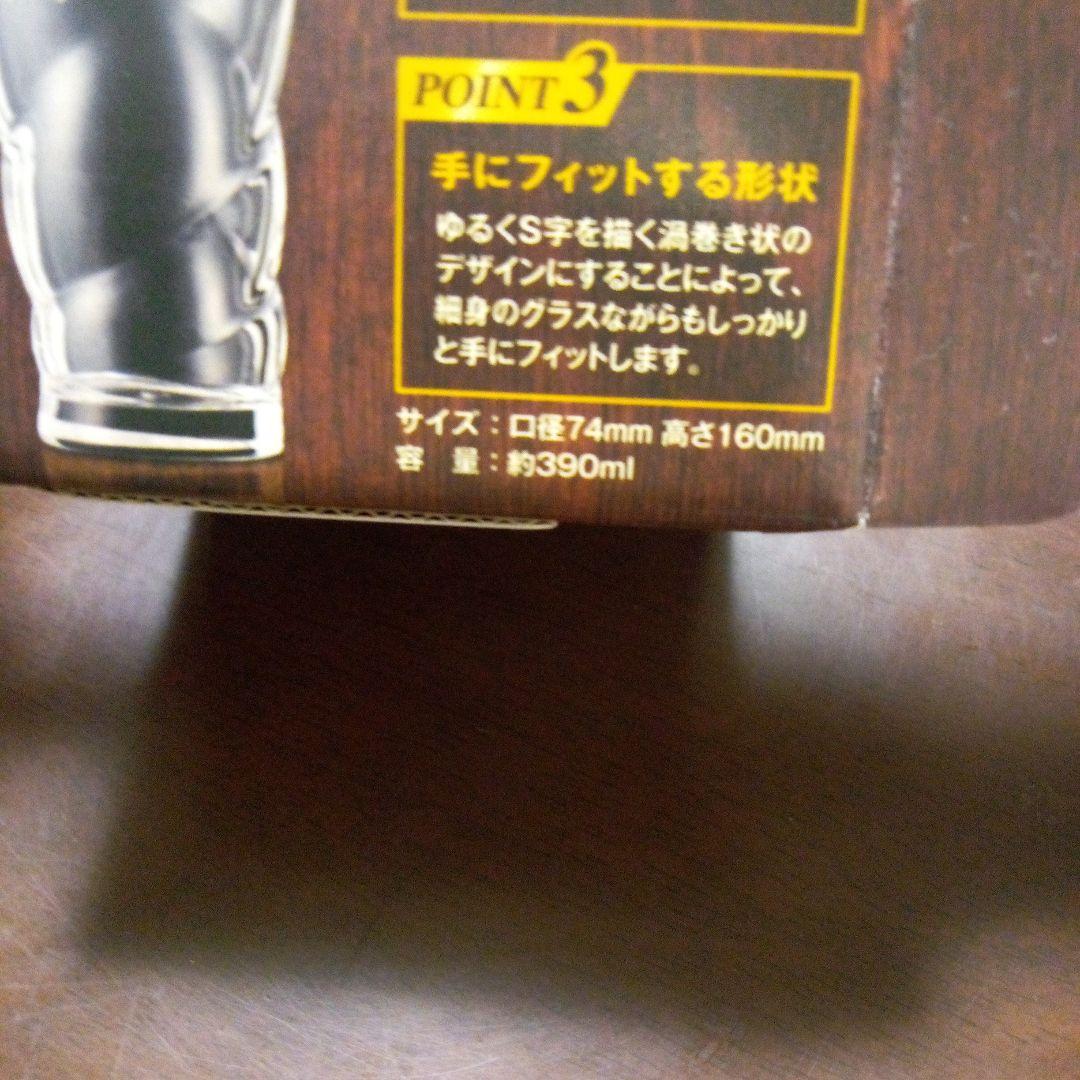 POINT 3
手にフィットする形状
ゆるくS字を描く渦巻き状の
デザインにすることによって、
細身のグラスながらもしっかり
と手にフィットします。
サイズ：口径74mm 高さ160mm
容　量：約390ml